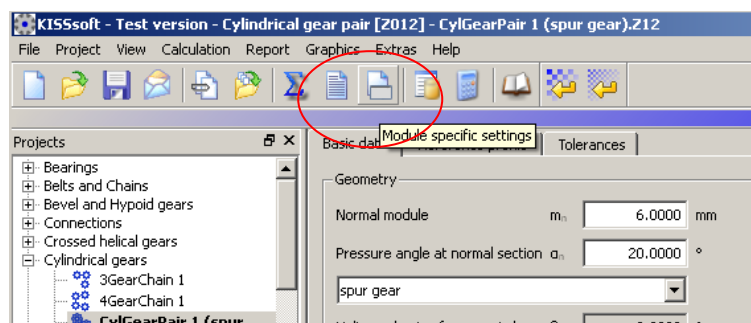 KISSsoft - Test version - Cylindrical gear pair [Z012] - CylGearPair 1 (spur gear).Z12
File Project View Calculation Report Graphics Extras Help
Module specific settings
Projects
Bearings
Belts and Chains
Bevel and Hypoid gears
Connections
Crossed helical gears
Cylindrical gears
3GearChain 1
4GearChain 1
CylGearPair 1 (spur
Basic data Reference profile Tolerances
Geometry
Normal module mn 6.0000 mm
Pressure angle at normal section αn 20.0000 °
spur gear